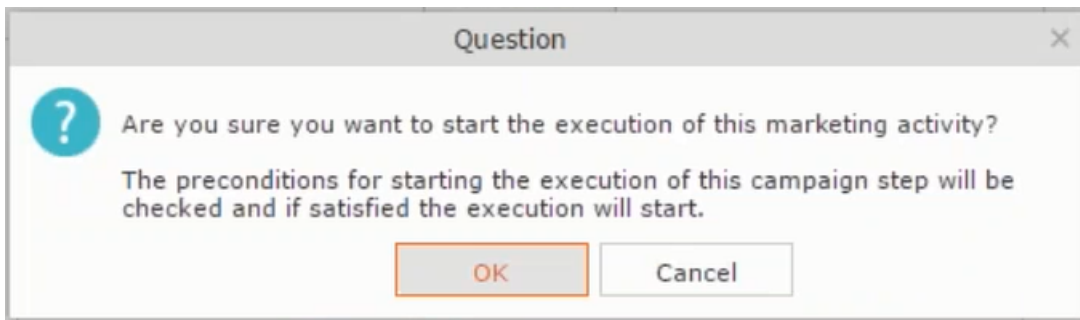 Question
Are you sure you want to start the execution of this marketing activity?
The preconditions for starting the execution of this campaign step will be
checked and if satisfied the execution will start.
OK
Cancel